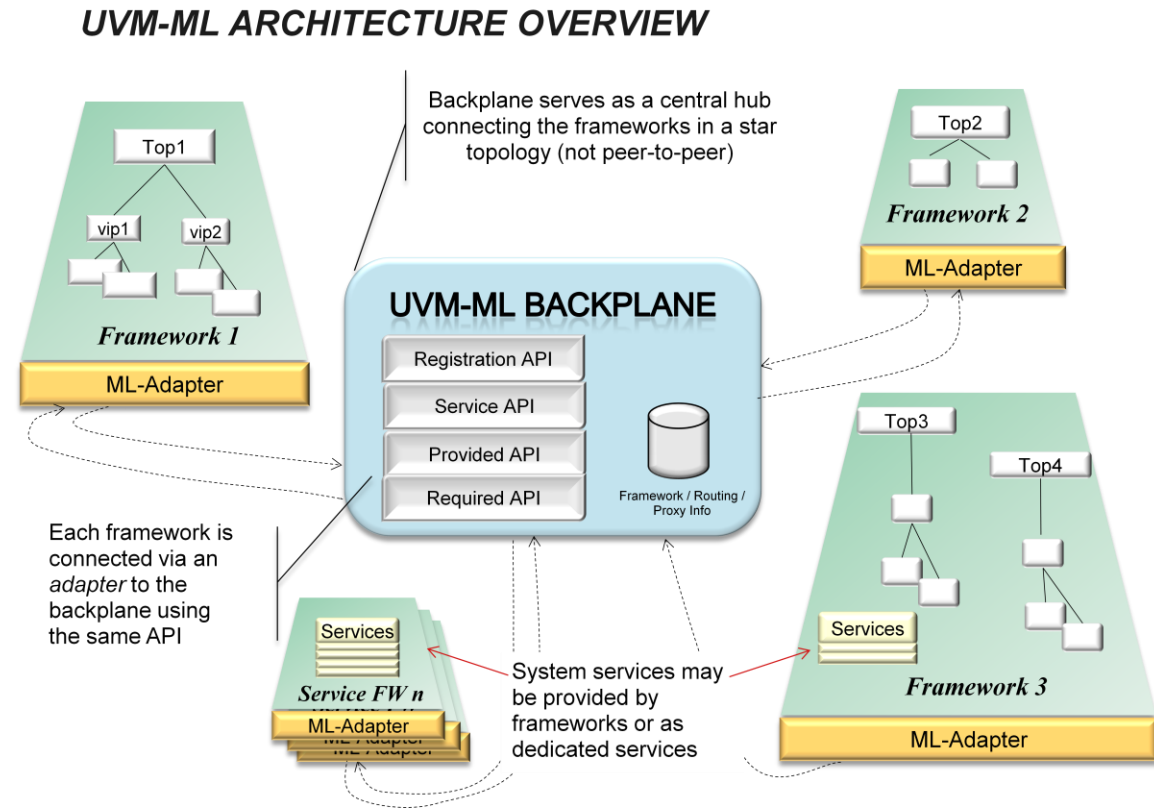 UVM-ML ARCHITECTURE OVERVIEW
Backplane serves as a central hub
connecting the frameworks in a star
topology (not peer-to-peer)
Top1
vip1
vip2
Framework 1
ML-Adapter
Top2
Framework 2
ML-Adapter
UVM-ML BACKPLANE
Registration API
Service API
Provided API
Required API
Framework / Routing /
Proxy Info
Each framework is
connected via an
adapter to the
backplane using
the same API
Services
Service FW n
ML-Adapter
ML-Adapter
ML-Adapter
System services may
be provided by
frameworks or as
dedicated services
Top3
Top4
Services
Framework 3
ML-Adapter